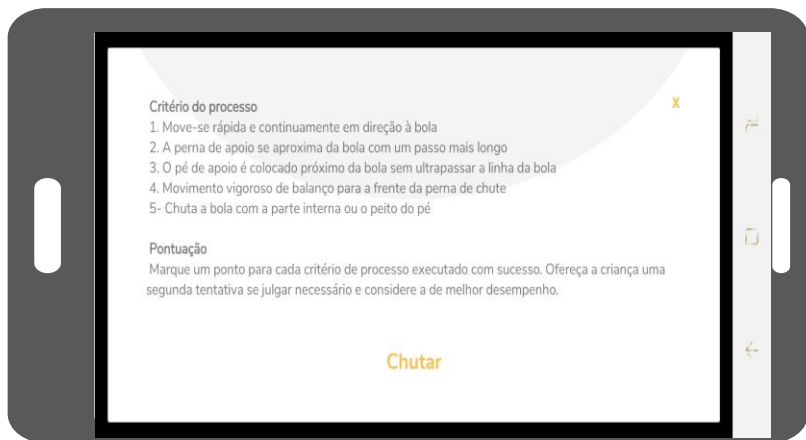 Critério do processo
X
1. Move-se rápida e continuamente em direção à bola
2. A perna de apoio se aproxima da bola com um passo mais longo
3. O pé de apoio é colocado próximo da bola sem ultrapassar a linha da bola
4. Movimento vigoroso de balanço para a frente da perna de chute
5- Chuta a bola com a parte interna ou o peito do pé
Pontuação
Marque um ponto para cada critério de processo executado com sucesso. Ofereça a criança uma
segunda tentativa se julgar necessário e considere a de melhor desempenho.
Chutar